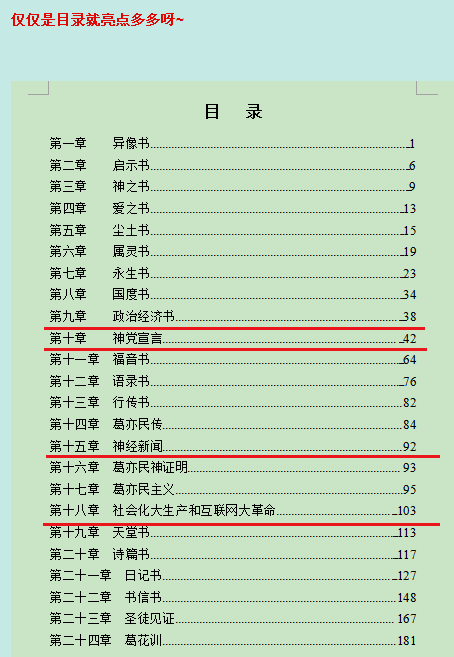 仅仅是目录就亮点多多呀~
目 录
第一章 异像书........1
第二章 启示书........6
第三章 神之书........9
第四章 爱之书........13
第五章 尘土书........15
第六章 属灵书........19
第七章 永生书........23
第八章 国度书........34
第九章 政治经济书........38
第十章 神党宣言........42
第十一章 福音书........64
第十二章 语录书........76
第十三章 行传书........82
第十四章 葛亦民传........84
第十五章 神经新闻........92
第十六章 葛亦民神证明........93
第十七章 葛亦民主义........95
第十八章 社会化大生产和互联网大革命........103
第十九章 天堂书........113
第二十章 诗篇书........117
第二十一章 日记书........127
第二十二章 书信书........148
第二十三章 圣徒见证........167
第二十四章 葛花训........181